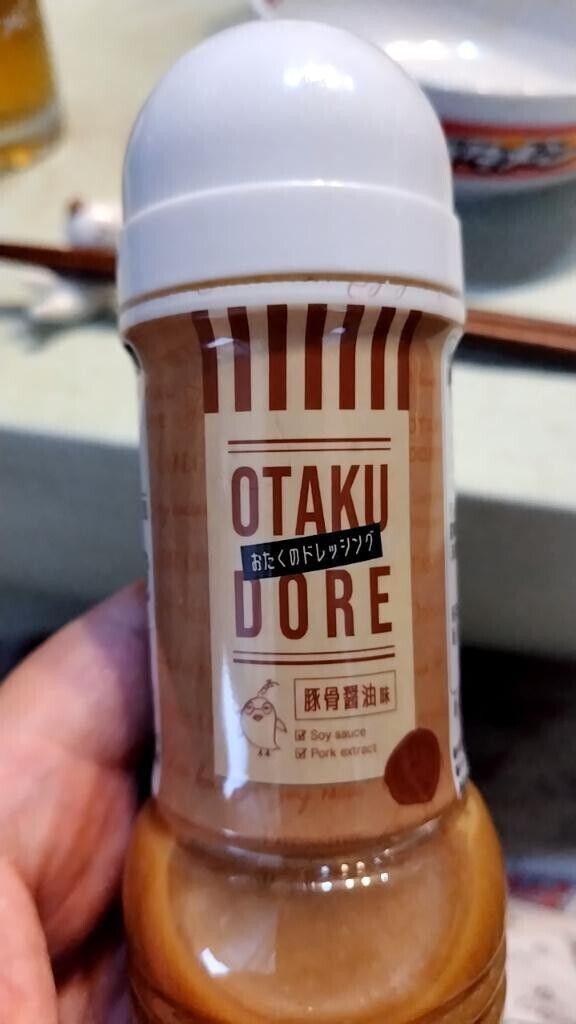 OTAKU
おたくのドレッシング
DORE
豚骨醤油味
Soy sauce
Pork extract